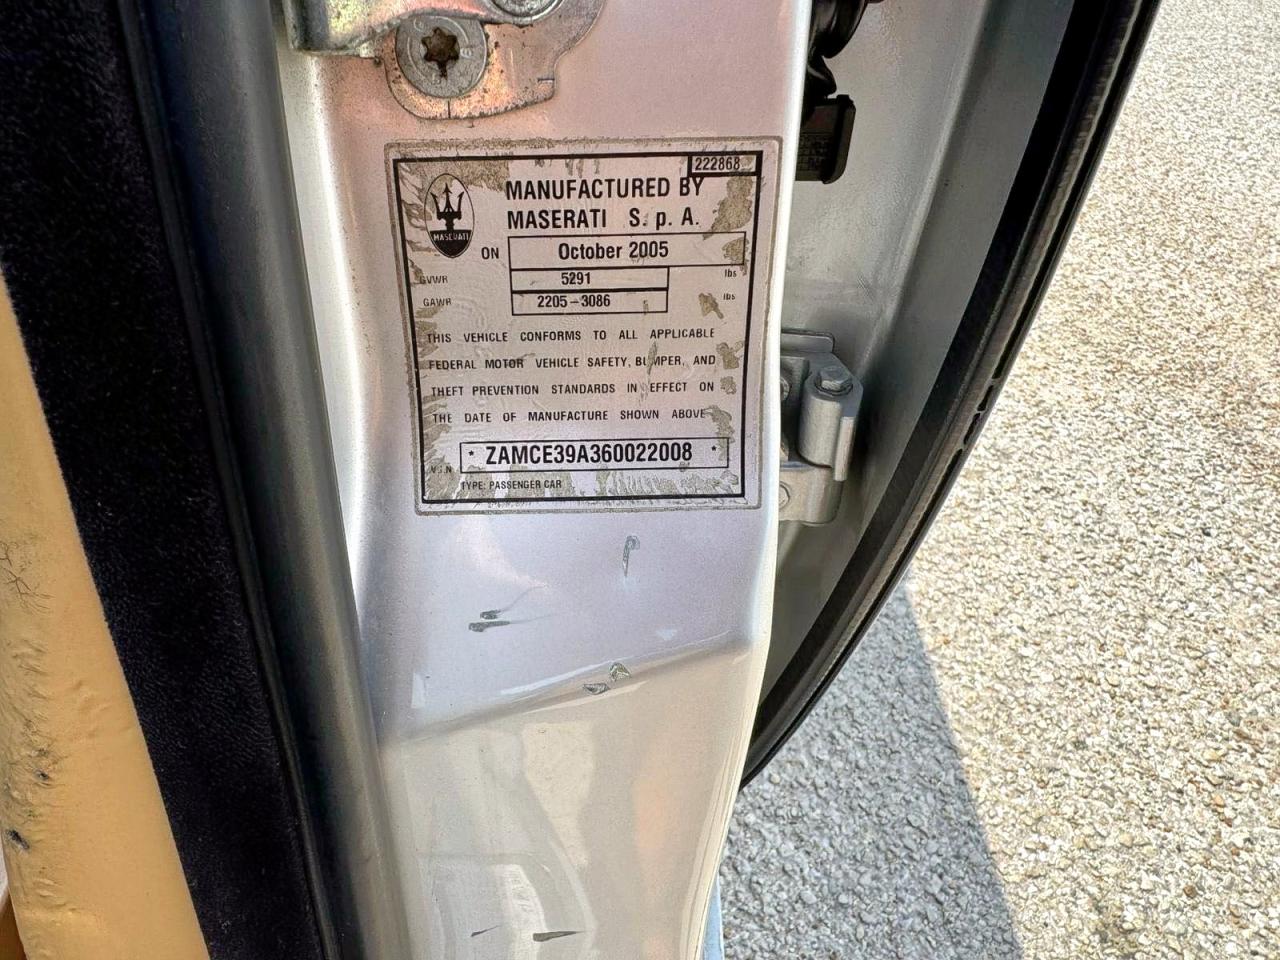 222868
MANUFACTURED BY
MASERATI S.p.A.
MASERATI
ON October 2005
GVWR 5291 lbs
GAWR 2205-3086 lbs
THIS VEHICLE CONFORMS TO ALL APPLICABLE
FEDERAL MOTOR VEHICLE SAFETY, BUMPER, AND
THEFT PREVENTION STANDARDS IN EFFECT ON
THE DATE OF MANUFACTURE SHOWN ABOVE
V.I.N * ZAMCE39A360022008 *
TYPE: PASSENGER CAR